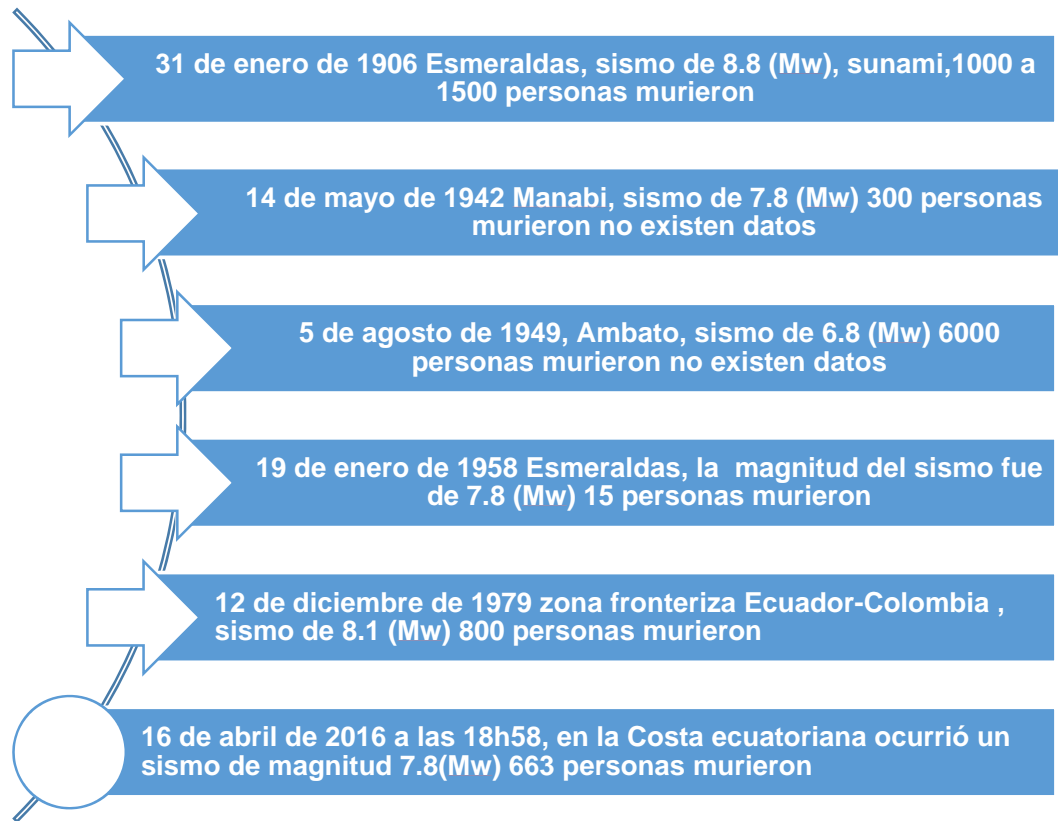 31 de enero de 1906 Esmeraldas, sismo de 8.8 (Mw), sunami,1000 a
1500 personas murieron
14 de mayo de 1942 Manabi, sismo de 7.8 (Mw) 300 personas
murieron no existen datos
5 de agosto de 1949, Ambato, sismo de 6.8 (Mw) 6000
personas murieron no existen datos
19 de enero de 1958 Esmeraldas, la  magnitud del sismo fue
de 7.8 (Mw) 15 personas murieron
12 de diciembre de 1979 zona fronteriza Ecuador-Colombia ,
sismo de 8.1 (Mw) 800 personas murieron
16 de abril de 2016 a las 18h58, en la Costa ecuatoriana ocurrió un
sismo de magnitud 7.8(Mw) 663 personas murieron